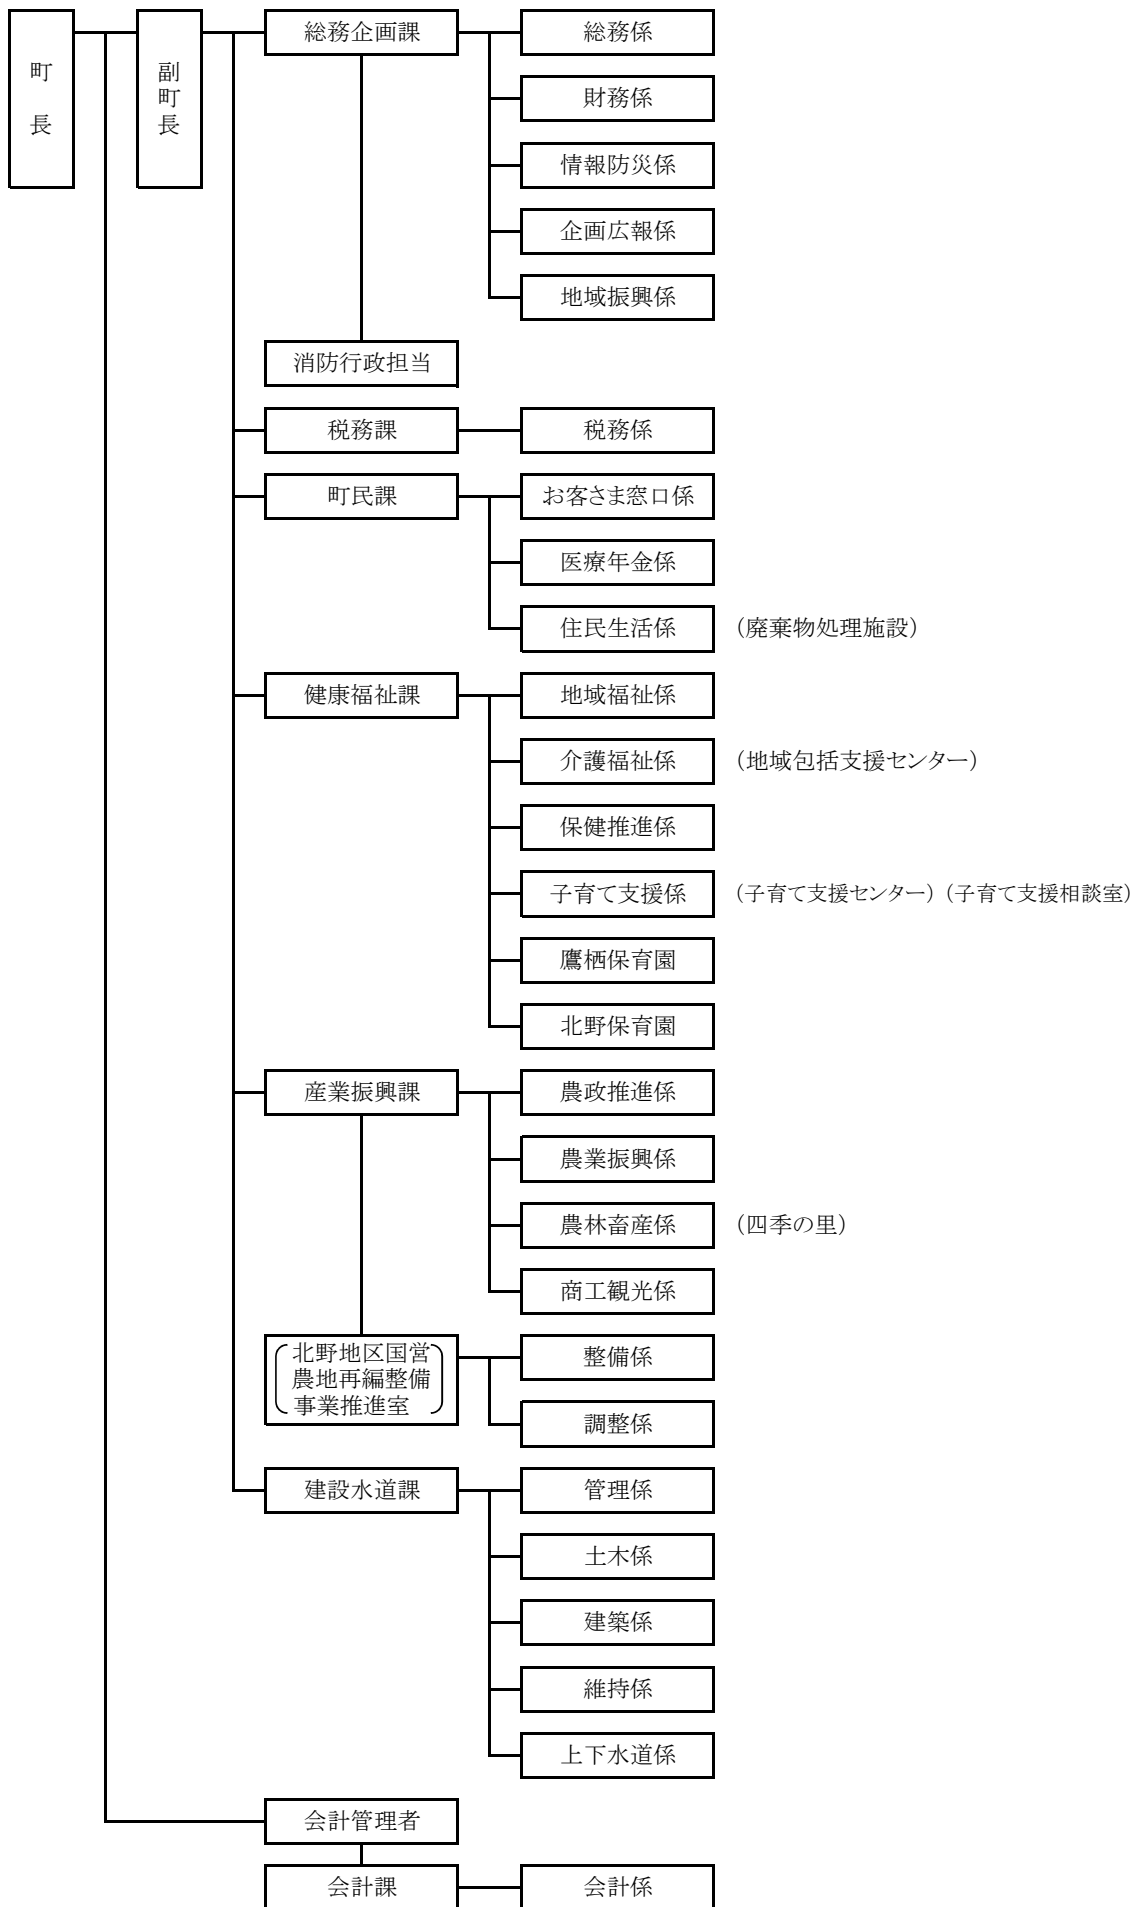 町長
副町長
総務企画課
総務係
財務係
情報防災係
企画広報係
地域振興係
消防行政担当
税務課
税務係
町民課
お客さま窓口係
医療年金係
住民生活係 （廃棄物処理施設）
健康福祉課
地域福祉係
介護福祉係 （地域包括支援センター）
保健推進係
子育て支援係 （子育て支援センター）（子育て支援相談室）
鷹栖保育園
北野保育園
産業振興課
農政推進係
農業振興係
農林畜産係 （四季の里）
商工観光係
北野地区国営
農地再編整備
事業推進室
整備係
調整係
建設水道課
管理係
土木係
建築係
維持係
上下水道係
会計管理者
会計課
会計係